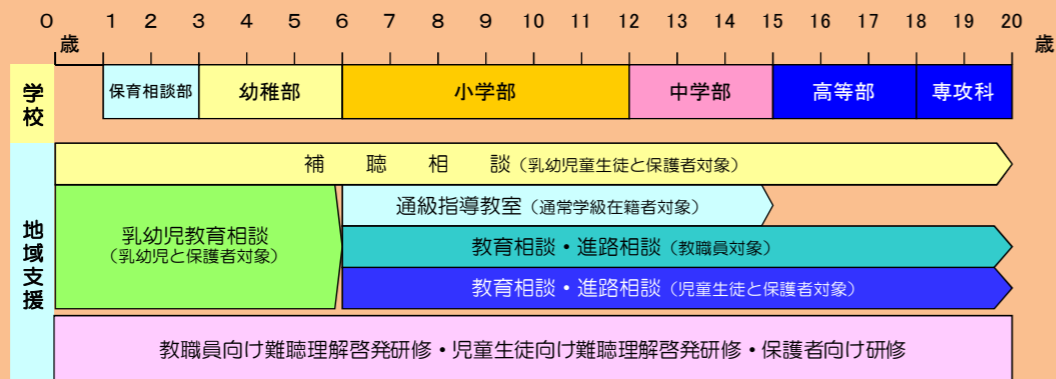 0 1 2 3 4 5 6 7 8 9 10 11 12 13 14 15 16 17 18 19 20
歳 歳
学校
保育相談部 幼稚部 小学部 中学部 高等部 専攻科
地域支援
補聴相談(乳幼児童生徒と保護者対象)
乳幼児教育相談
(乳幼児と保護者対象)
通級指導教室(通常学級在籍者対象)
教育相談・進路相談(教職員対象)
教育相談・進路相談(児童生徒と保護者対象)
教職員向け難聴理解啓発研修・児童生徒向け難聴理解啓発研修・保護者向け研修